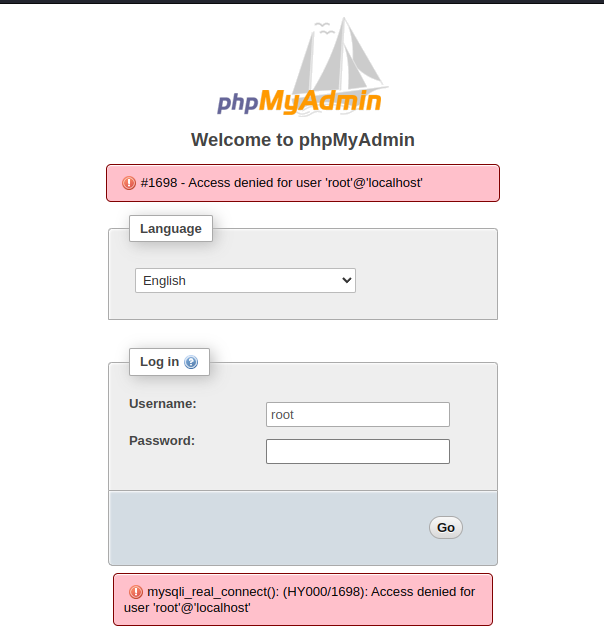 phpMyAdmin
Welcome to phpMyAdmin
#1698 - Access denied for user 'root'@'localhost'
Language
English
Log in
Username:
root
Password:
Go
mysqli_real_connect(): (HY000/1698): Access denied for
user 'root'@'localhost'